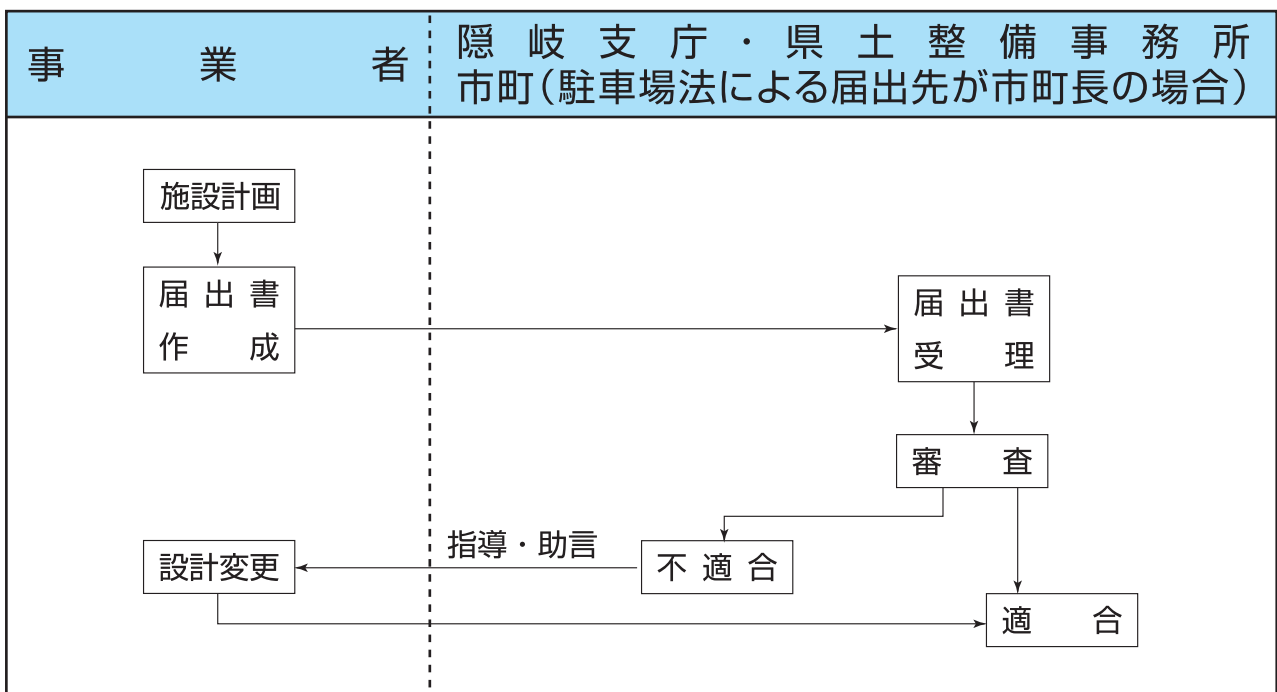 事業者
隠岐支庁・県土整備事務所
市町（駐車場法による届出先が市町長の場合）
施設計画
届出書
作成
届出書
受理
審査
指導・助言
不適合
設計変更
適合